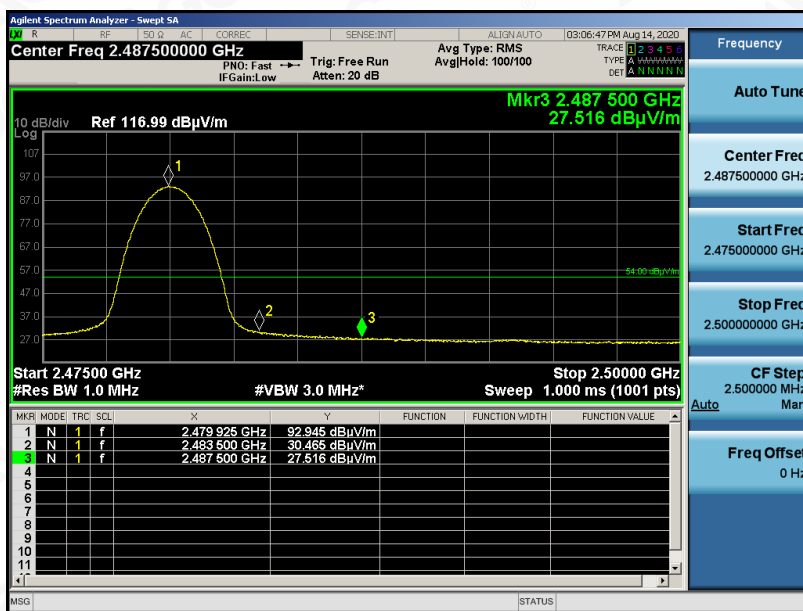 Agilent Spectrum Analyzer - Swept SA
LXI R RF 50 Ω AC CORREC SENSE:INT ALIGN AUTO 03:06:47 PM Aug 14, 2020
Center Freq 2.487500000 GHz
PNO: Fast
IFGain:Low
Trig: Free Run
Atten: 20 dB
Avg Type: RMS
Avg|Hold: 100/100
TRACE 1 2 3 4 5 6
TYPE A
DET A N N N N N
Mkr3 2.487 500 GHz
27.516 dBµV/m
10 dB/div Ref 116.99 dBµV/m
Log
107
97.0
87.0
77.0
67.0
57.0
47.0
37.0
27.0
1
2
3
54.00 dBµV/m
Start 2.47500 GHz Stop 2.50000 GHz
#Res BW 1.0 MHz #VBW 3.0 MHz* Sweep 1.000 ms (1001 pts)
MKR MODE TRC SCL X Y FUNCTION FUNCTION WIDTH FUNCTION VALUE
1 N 1 f 2.479 925 GHz 92.945 dBµV/m
2 N 1 f 2.483 500 GHz 30.465 dBµV/m
3 N 1 f 2.487 500 GHz 27.516 dBµV/m
4
5
6
7
8
9
10
11
MSG STATUS
Frequency
Auto Tune
Center Freq
2.487500000 GHz
Start Freq
2.475000000 GHz
Stop Freq
2.500000000 GHz
CF Step
2.500000 MHz
Auto Man
Freq Offset
0 Hz